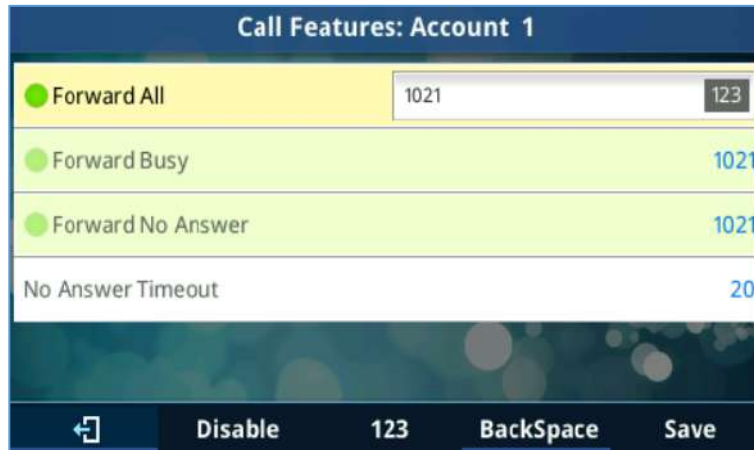 Call Features: Account 1
Forward All 1021 123
Forward Busy 1021
Forward No Answer 1021
No Answer Timeout 20
Disable 123 BackSpace Save